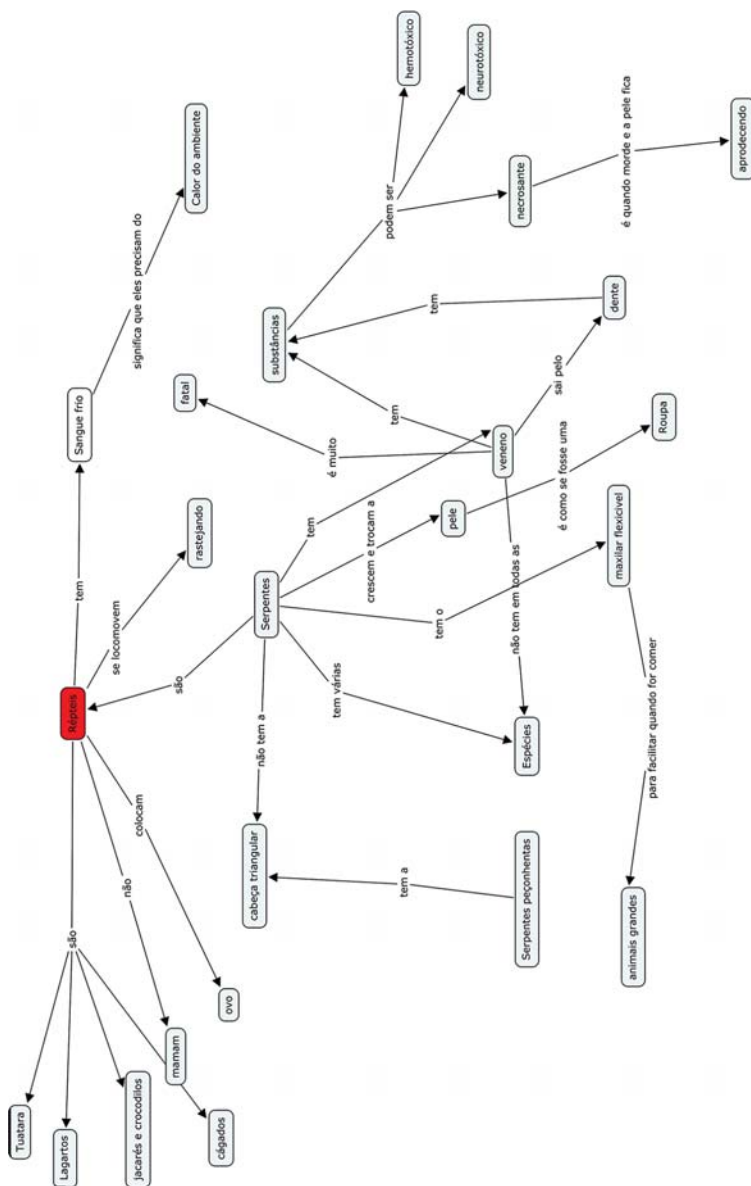 Tuatara
Lagartos
jacarés e crocodilos
cágados
são
mamam
não
ovo
colocam
Répteis
se locomovem
rastejando
tem
Sangue frio
significa que eles precisam do
Calor do ambiente
são
Serpentes
não tem a
cabeça triangular
tem a
Serpentes peçonhentas
tem várias
Espécies
não tem em todas as
tem o
maxilar flexicivel
para facilitar quando for comer
animais grandes
crescem e trocam a
pele
é como se fosse uma
Roupa
tem
veneno
é muito
fatal
tem
substâncias
sai pelo
dente
tem
podem ser
hemotóxico
neurotóxico
necrosante
é quando morde e a pele fica
aprodecendo